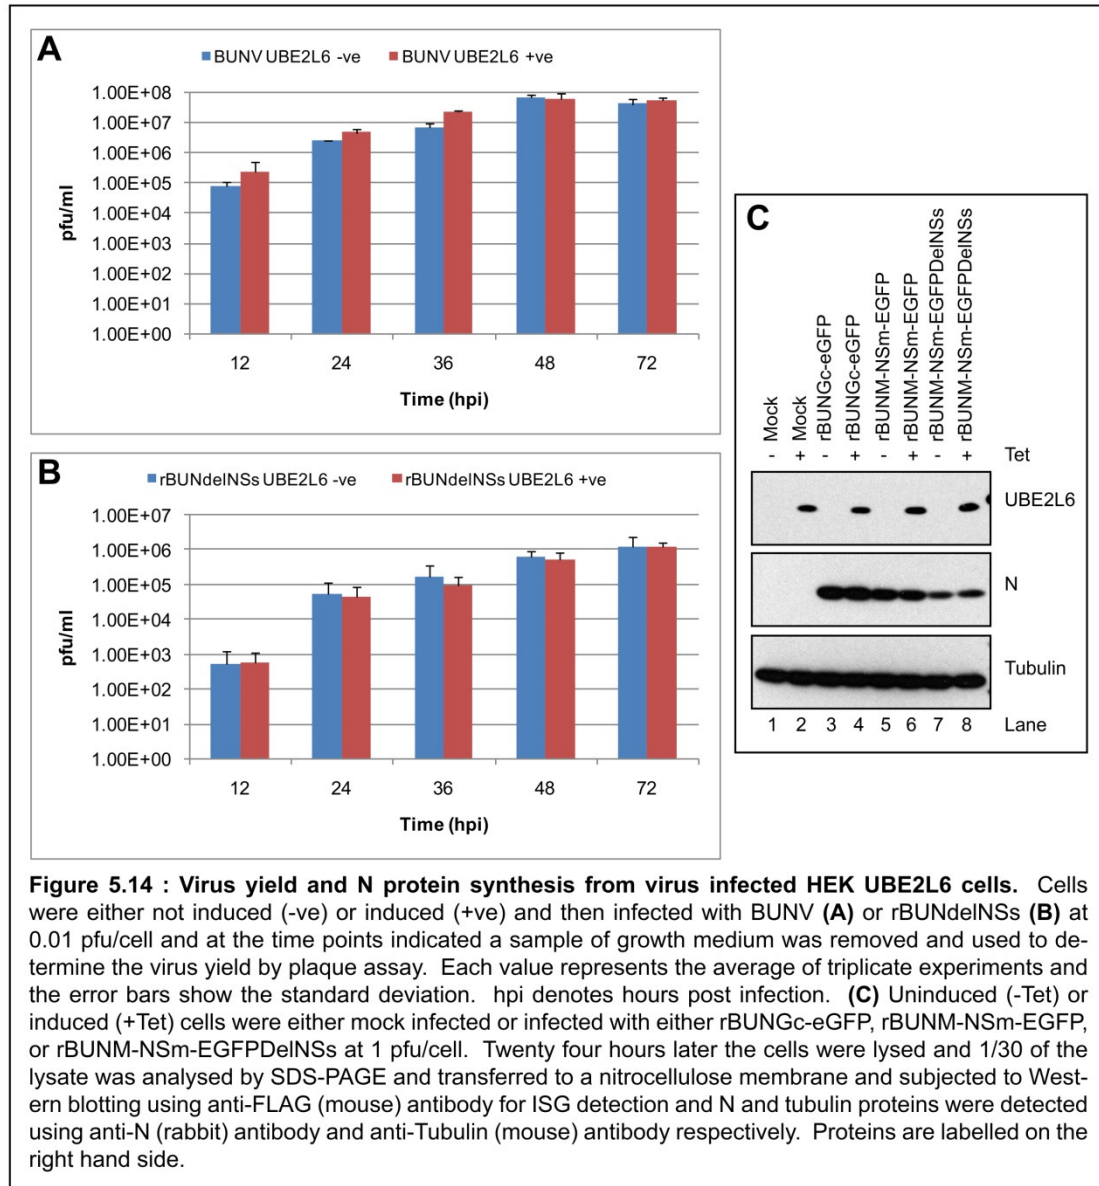 A
BUNV UBE2L6 -ve BUNV UBE2L6 +ve
1.00E+08
1.00E+07
1.00E+06
1.00E+05
1.00E+04
1.00E+03
1.00E+02
1.00E+01
1.00E+00
pfu/ml
12 24 36 48 72
Time (hpi)
B
rBUNdelNSs UBE2L6 -ve rBUNdelNSs UBE2L6 +ve
1.00E+07
1.00E+06
1.00E+05
1.00E+04
1.00E+03
1.00E+02
1.00E+01
1.00E+00
pfu/ml
12 24 36 48 72
Time (hpi)
C
Mock
Mock
rBUNGc-eGFP
rBUNGc-eGFP
rBUNM-NSm-EGFP
rBUNM-NSm-EGFP
rBUNM-NSm-EGFPDelNSs
rBUNM-NSm-EGFPDelNSs
- + - + - + - + Tet
UBE2L6
N
Tubulin
1 2 3 4 5 6 7 8 Lane
Figure 5.14 : Virus yield and N protein synthesis from virus infected HEK UBE2L6 cells. Cells
were either not induced (-ve) or induced (+ve) and then infected with BUNV (A) or rBUNdelNSs (B) at
0.01 pfu/cell and at the time points indicated a sample of growth medium was removed and used to de-
termine the virus yield by plaque assay. Each value represents the average of triplicate experiments and
the error bars show the standard deviation. hpi denotes hours post infection. (C) Uninduced (-Tet) or
induced (+Tet) cells were either mock infected or infected with either rBUNGc-eGFP, rBUNM-NSm-EGFP,
or rBUNM-NSm-EGFPDelNSs at 1 pfu/cell. Twenty four hours later the cells were lysed and 1/30 of the
lysate was analysed by SDS-PAGE and transferred to a nitrocellulose membrane and subjected to West-
ern blotting using anti-FLAG (mouse) antibody for ISG detection and N and tubulin proteins were detected
using anti-N (rabbit) antibody and anti-Tubulin (mouse) antibody respectively. Proteins are labelled on the
right hand side.